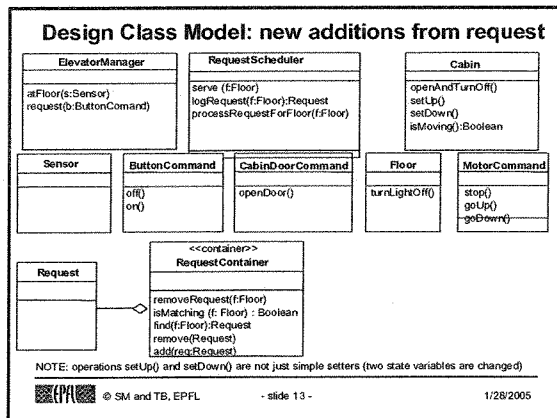 Design Class Model: new additions from request
ElevatorManager
atFloor(s:Sensor)
request(b:ButtonComand)
RequestScheduler
serve (f:Floor)
logRequest(f:Floor):Request
processRequestForFloor(f:Floor)
Cabin
openAndTurnOff()
setUp()
setDown()
isMoving():Boolean
Sensor
ButtonCommand
off()
on()
CabinDoorCommand
openDoor()
Floor
turnLightOff()
MotorCommand
stop()
goUp()
goDown()
Request
<<container>>
RequestContainer
removeRequest(f:Floor)
isMatching (f: Floor) : Boolean
find(f:Floor):Request
remove(Request)
add(req:Request)
NOTE: operations setUp() and setDown() are not just simple setters (two state variables are changed)
EPFL © SM and TB, EPFL - slide 13 - 1/28/2005